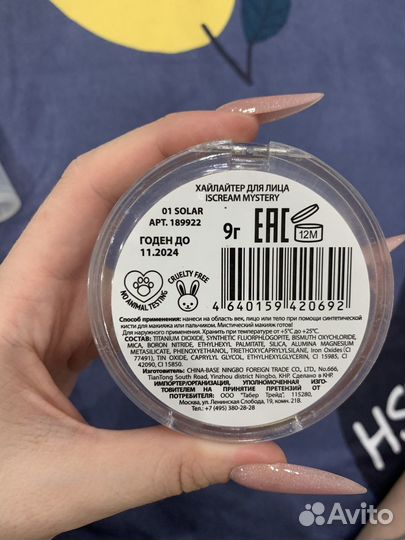 ХАЙЛАЙТЕР ДЛЯ ЛИЦА
ISCREAM MYSTERY
01 SOLAR
АРТ. 189922
9г
EAC
12M
ГОДЕН ДО
11.2024
NO ANIMAL TESTING
CRUELTY FREE
4 640159 420692
Способ применения: нанеси на область век, лицо или тело при помощи синтетической
кисти для макияжа или пальчиком. Мистический макияж готов!
Для наружного применения. Хранить при температуре от +5°С до +25°С.
СОСТАВ: TITANIUM DIOXIDE, SYNTHETIC FLUORPHLOGOPITE, BISMUTH OXYCHLORIDE,
MICA, BORON NITRIDE, ETHYLHEXYL PALMITATE, SILICA, ALUMINA MAGNESIUM
METASILICATE, PHENOXYETHANOL, TRIETHOXYCAPRYLYLSILANE, Iron Oxides (CI
77491), TIN OXIDE, CAPRYLYL GLYCOL, ETHYLHEXYLGLYCERIN, CI 15985, CI
42090, CI 15850.
Изготовитель: CHINA-BASE NINGBO FOREIGN TRADE CO., LTD., No.666,
TianTong South Road, Yinzhou district Ningbo, КНР. Сделано в КНР.
ИМПОРТЕР/ОРГАНИЗАЦИЯ, УПОЛНОМОЧЕННАЯ ИЗГО-
ТОВИТЕЛЕМ НА ПРИНЯТИЕ ПРЕТЕНЗИЙ ОТ
ПОТРЕБИТЕЛЯ: ООО "Табер Трейд", 115280,
Москва, ул. Ленинская Слобода, 19, комн. 21В.
Тел.: +7 (495) 380-28-28
HS
Avito